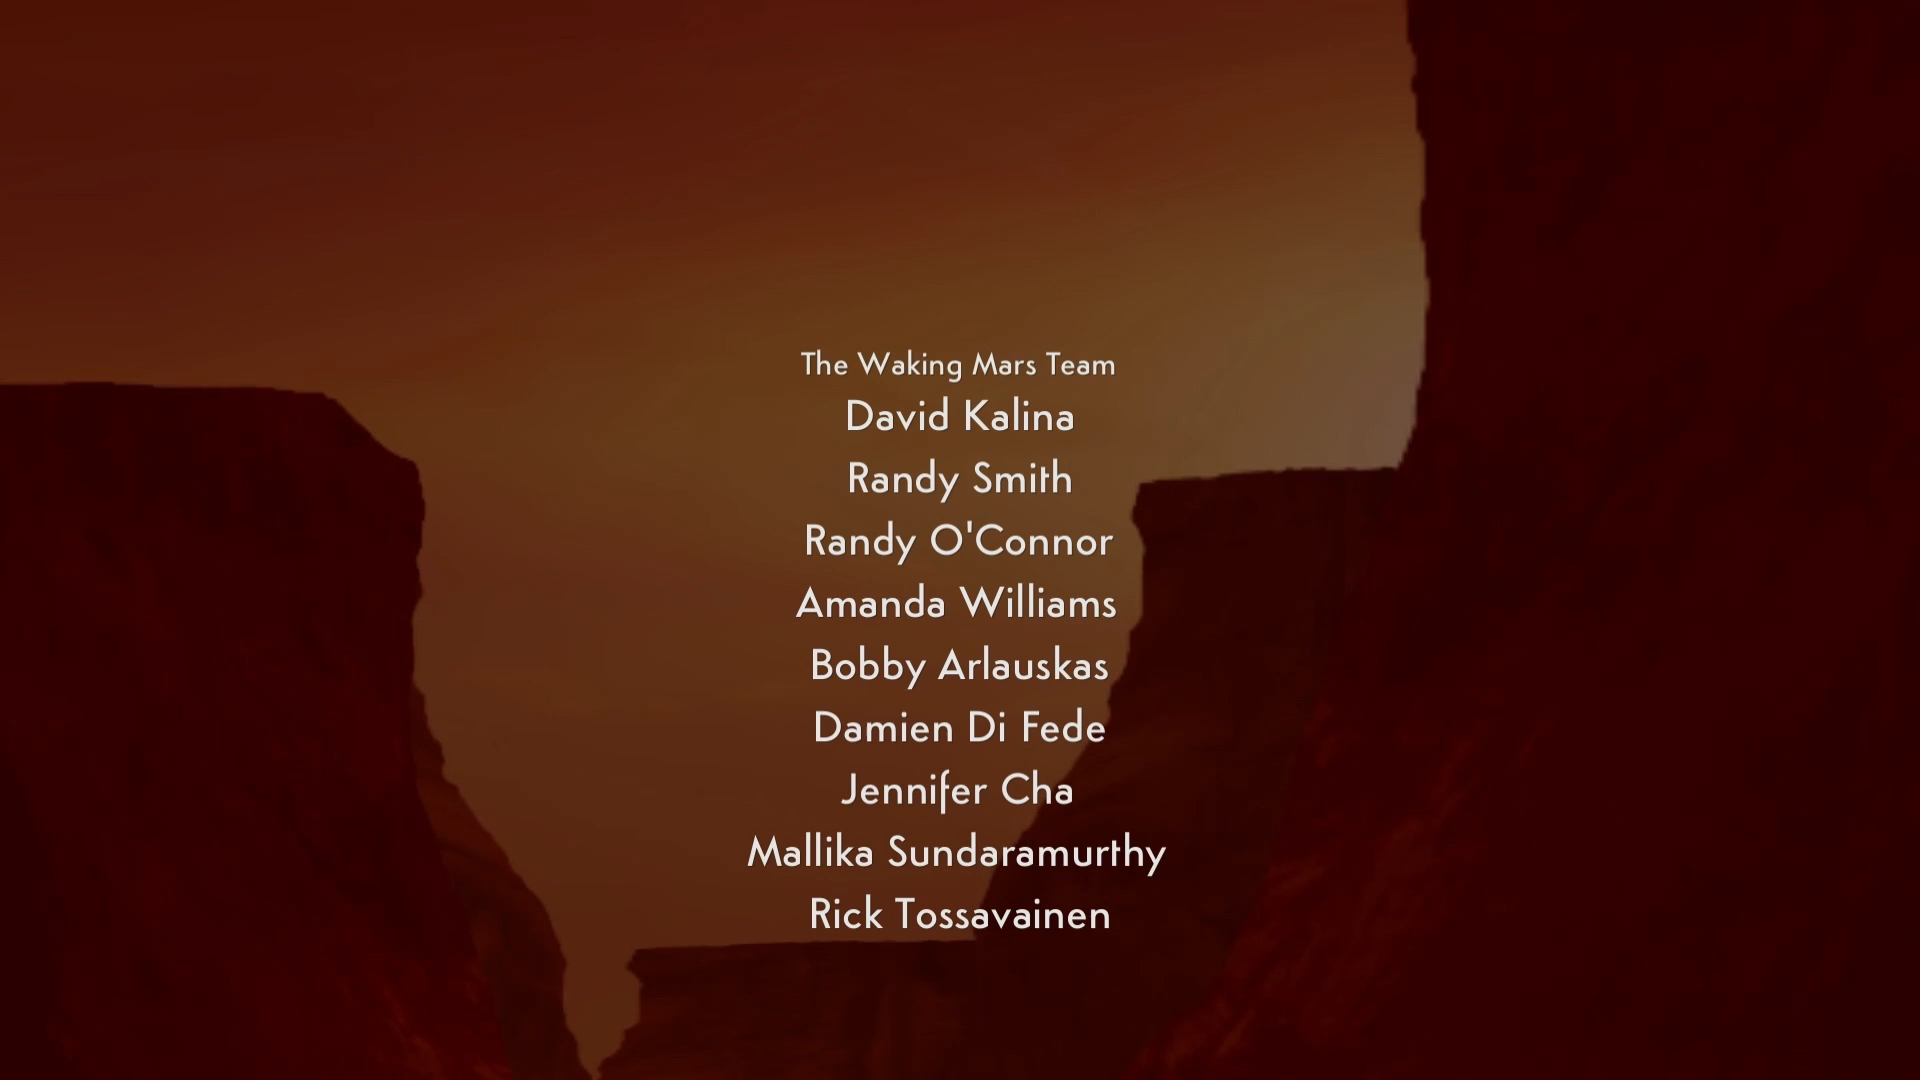 The Waking Mars Team
David Kalina
Randy Smith
Randy O'Connor
Amanda Williams
Bobby Arlauskas
Damien Di Fede
Jennifer Cha
Mallika Sundaramurthy
Rick Tossavainen